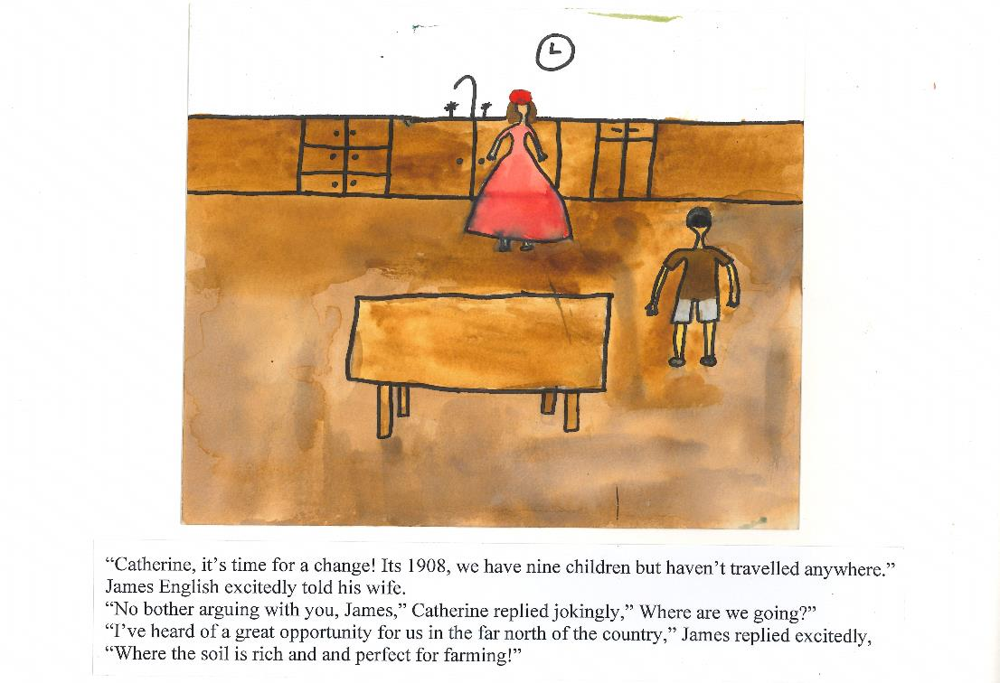 “Catherine, it’s time for a change! Its 1908, we have nine children but haven’t travelled anywhere.”
James English excitedly told his wife.
“No bother arguing with you, James,” Catherine replied jokingly,” Where are we going?”
“I’ve heard of a great opportunity for us in the far north of the country,” James replied excitedly,
“Where the soil is rich and and perfect for farming!”